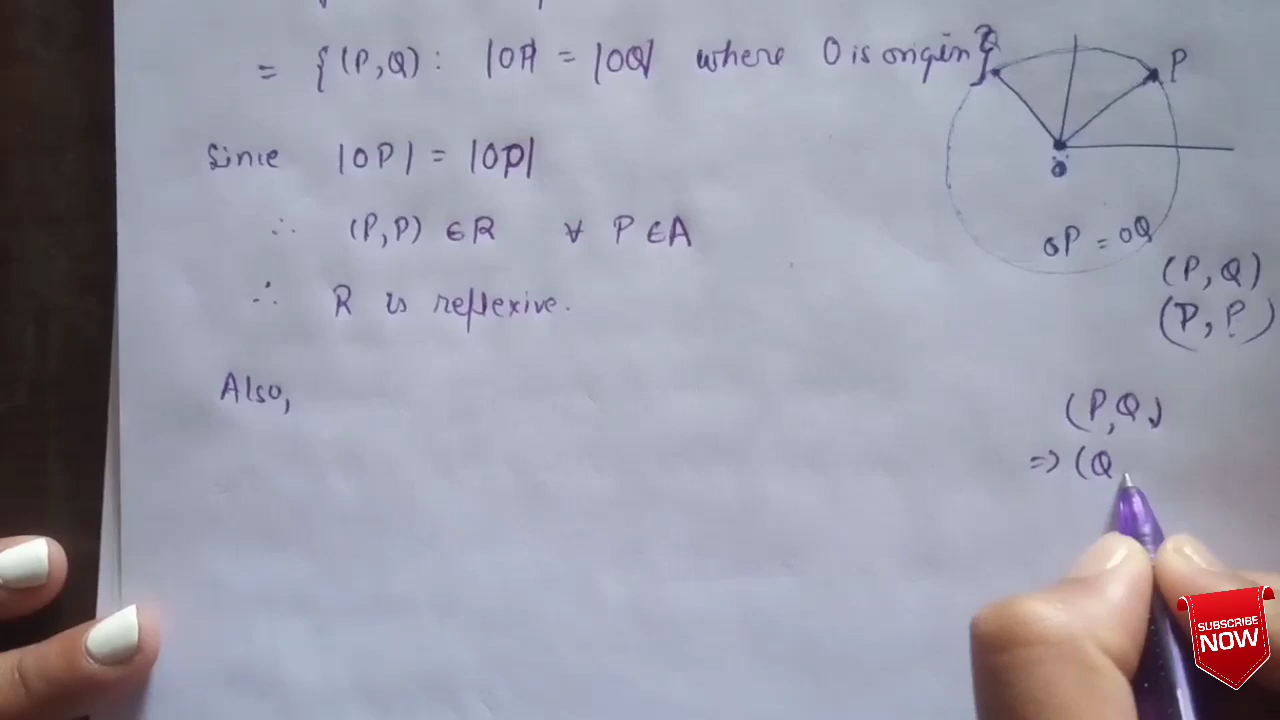 = {(P,Q) : |OP| = |OQ| where O is origin}
Q
P
O
OP = OQ
(P, Q)
(P, P)
Since |OP| = |OP|
∴ (P,P) ∈ R ∀ P ∈ A
∴ R is reflexive.
Also,
(P,Q)
=> (Q
SUBSCRIBE
NOW